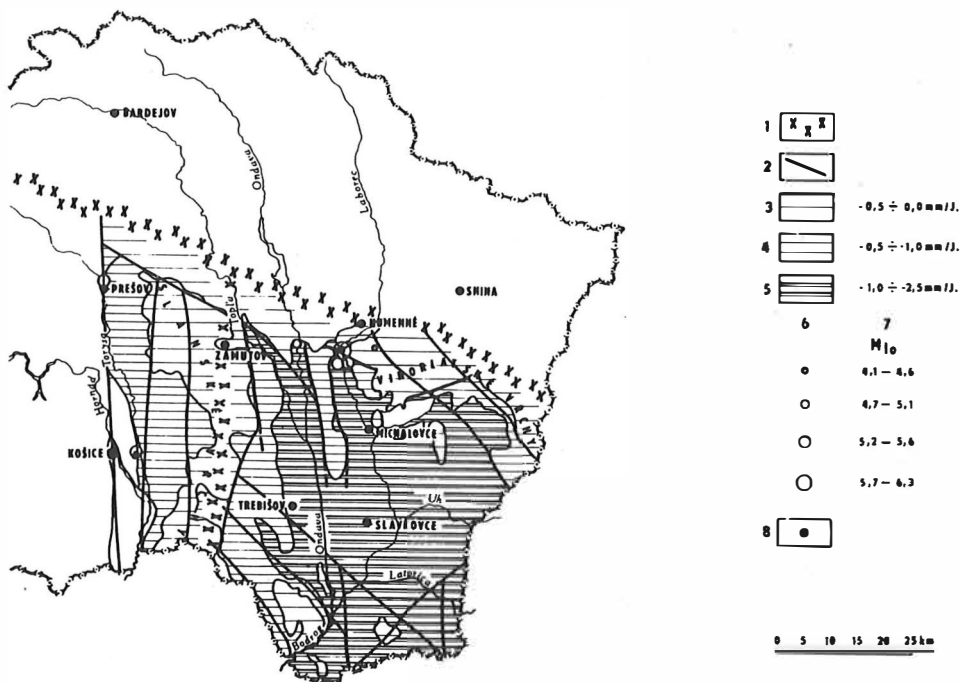 BARDEJOV
Ondava
Laborec
SNINA
PREŠOV
Topľa
HUMENNÉ
ZÁMUTOV
VIHORLAT
Hornád
Torysa
MICHALOVCE
KOŠICE
TREBIŠOV
Uh
SLAVKOVCE
Ondava
Latorica
Bodrog
1 X X X
2
3 -0,5 ÷ 0,0 mm/J.
4 -0,5 ÷ -1,0 mm/J.
5 -1,0 ÷ -2,5 mm/J.
6 7
M Io
4,1 – 4,6
4,7 – 5,1
5,2 – 5,6
5,7 – 6,3
8
0 5 10 15 20 25 km